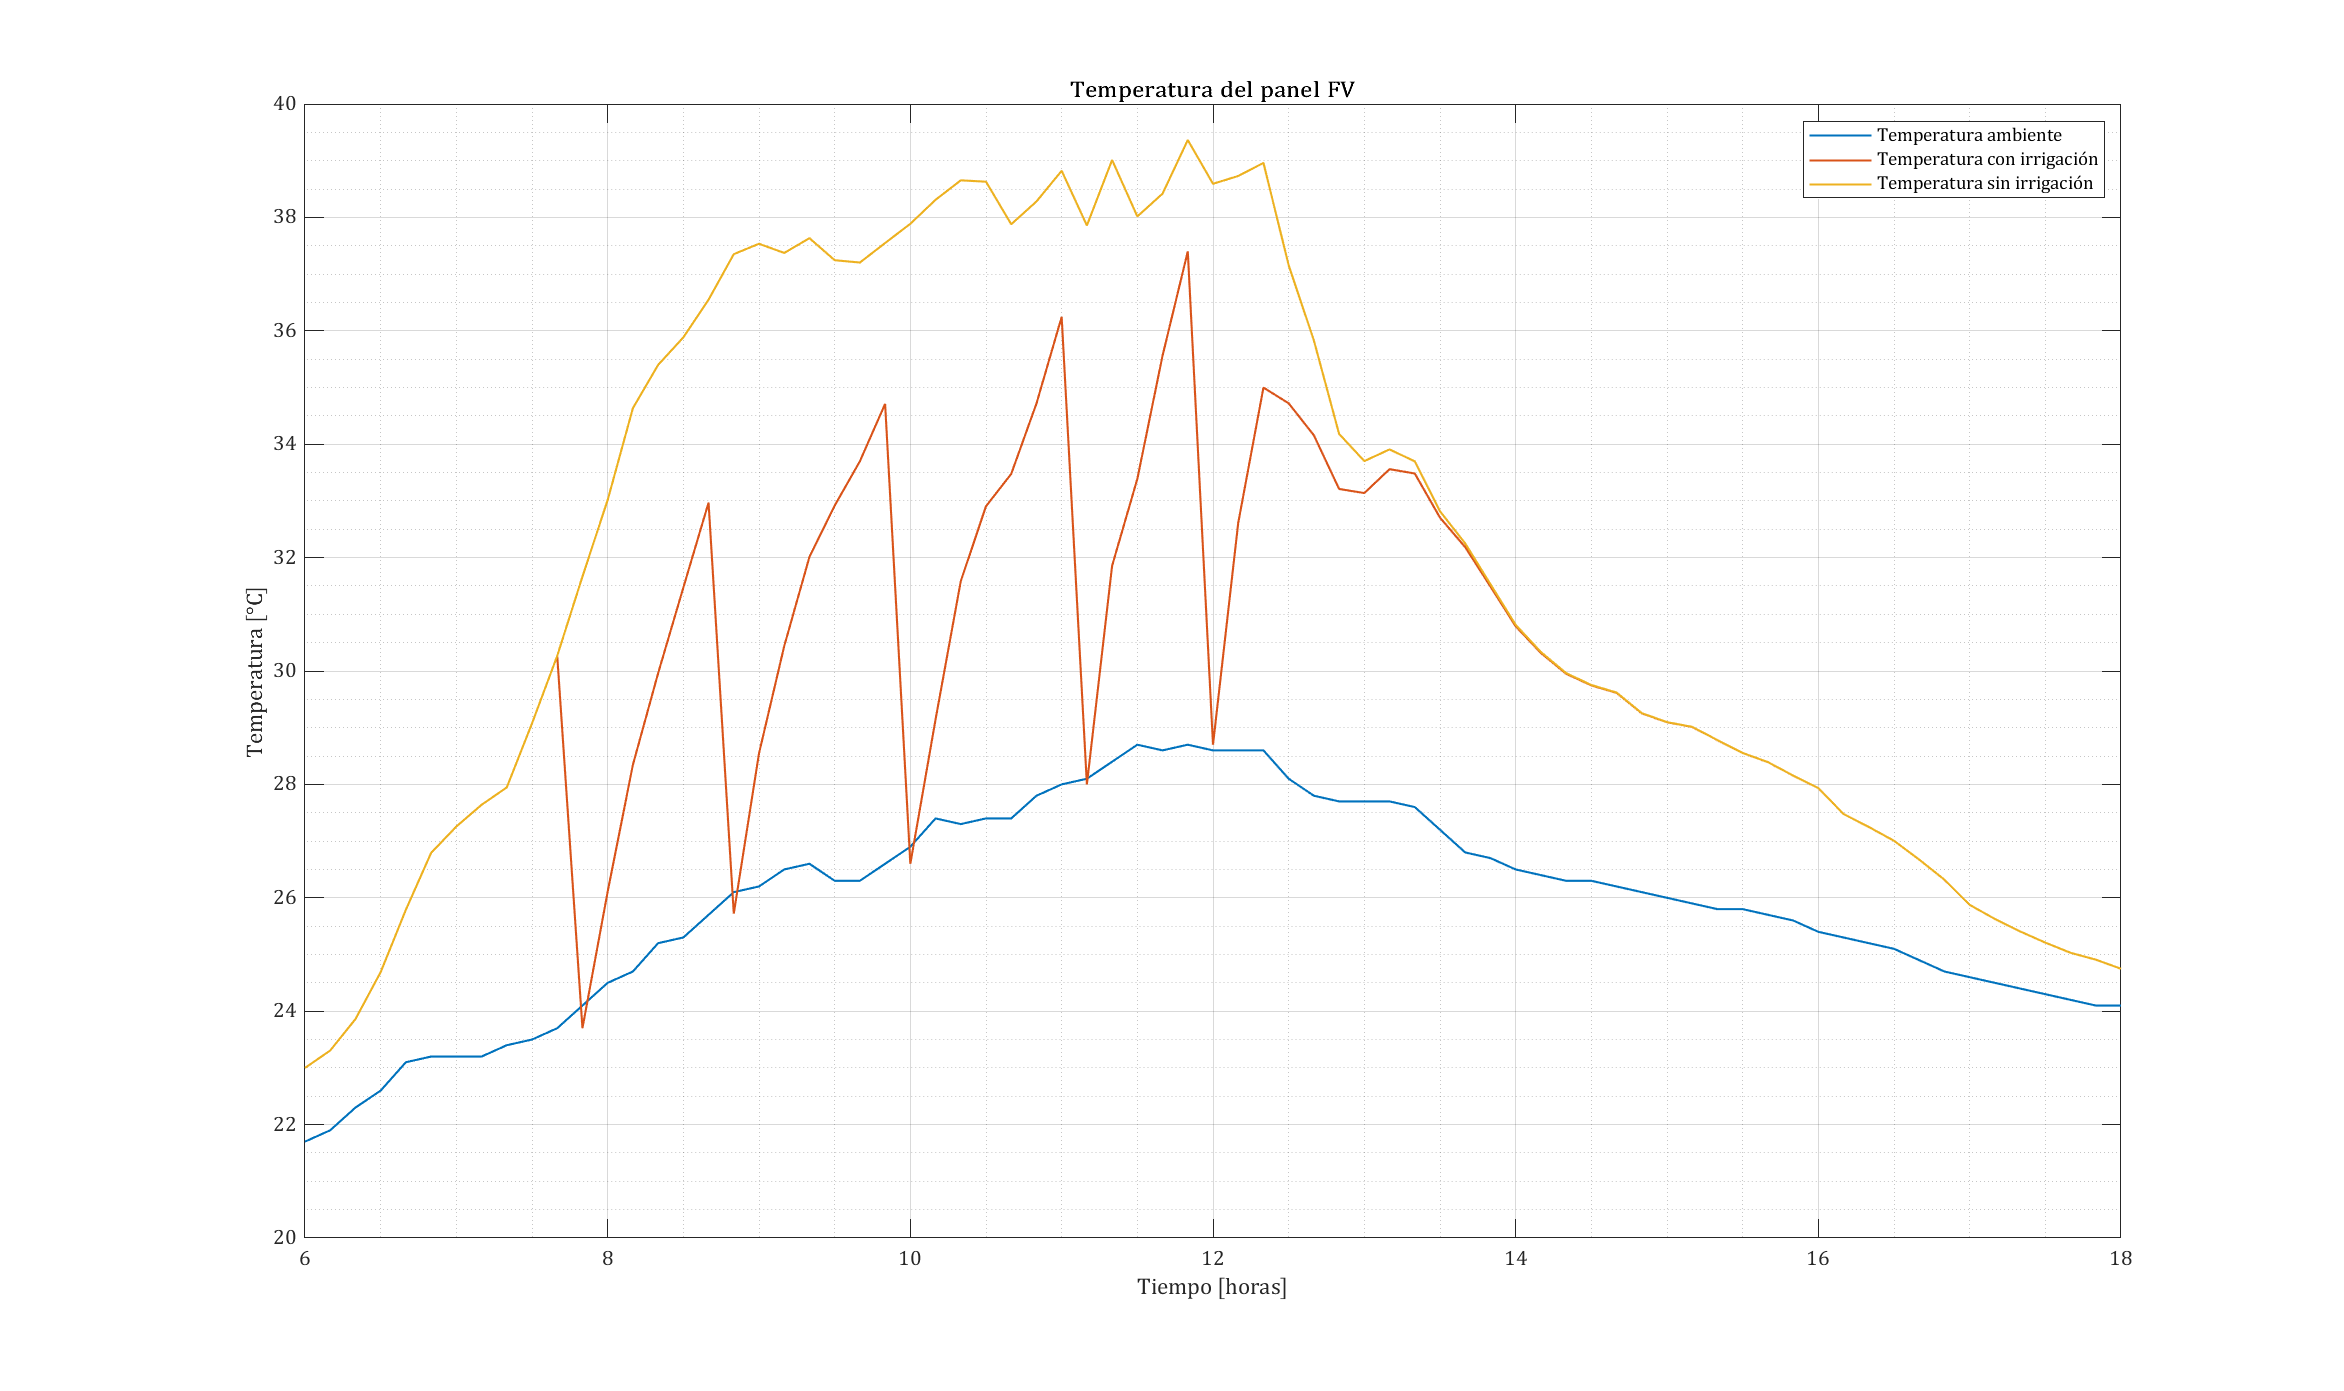 Temperatura del panel FV
Temperatura ambiente
Temperatura con irrigación
Temperatura sin irrigación
Temperatura [°C]
40
38
36
34
32
30
28
26
24
22
20
6 8 10 12 14 16 18
Tiempo [horas]